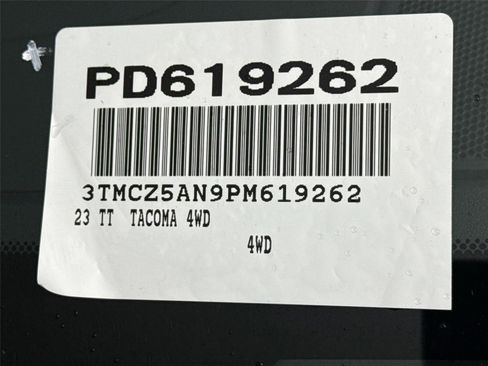 PD619262
3TMCZ5AN9PM619262
23 TT TACOMA 4WD
4WD